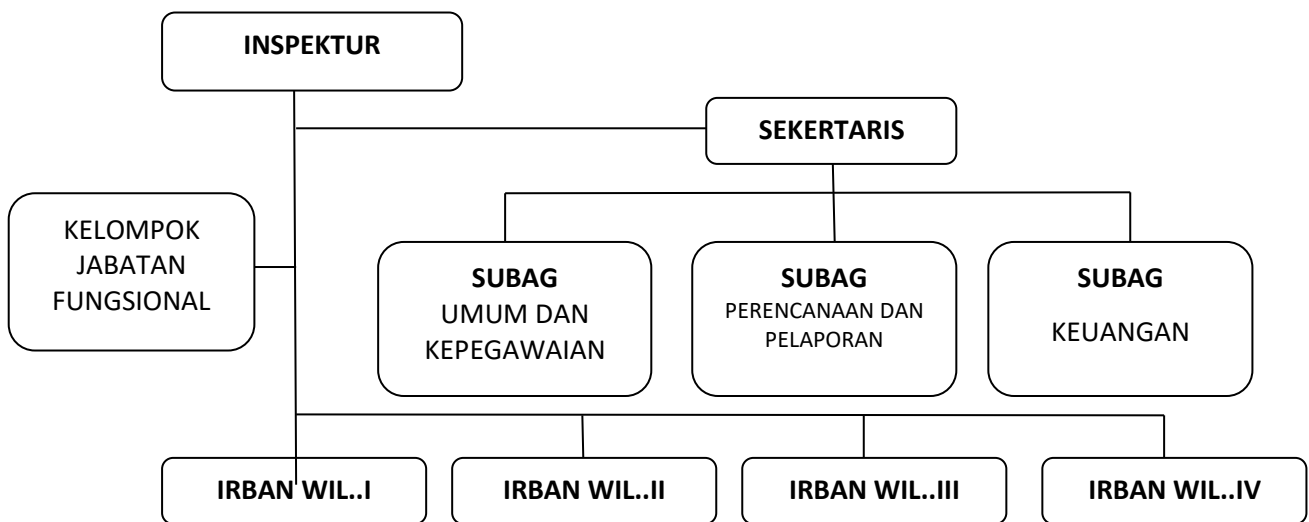 INSPEKTUR
SEKERTARIS
KELOMPOK
JABATAN
FUNGSIONAL
SUBAG
UMUM DAN
KEPEGAWAIAN
SUBAG
PERENCANAAN DAN
PELAPORAN
SUBAG
KEUANGAN
IRBAN WIL..I
IRBAN WIL..II
IRBAN WIL..III
IRBAN WIL..IV